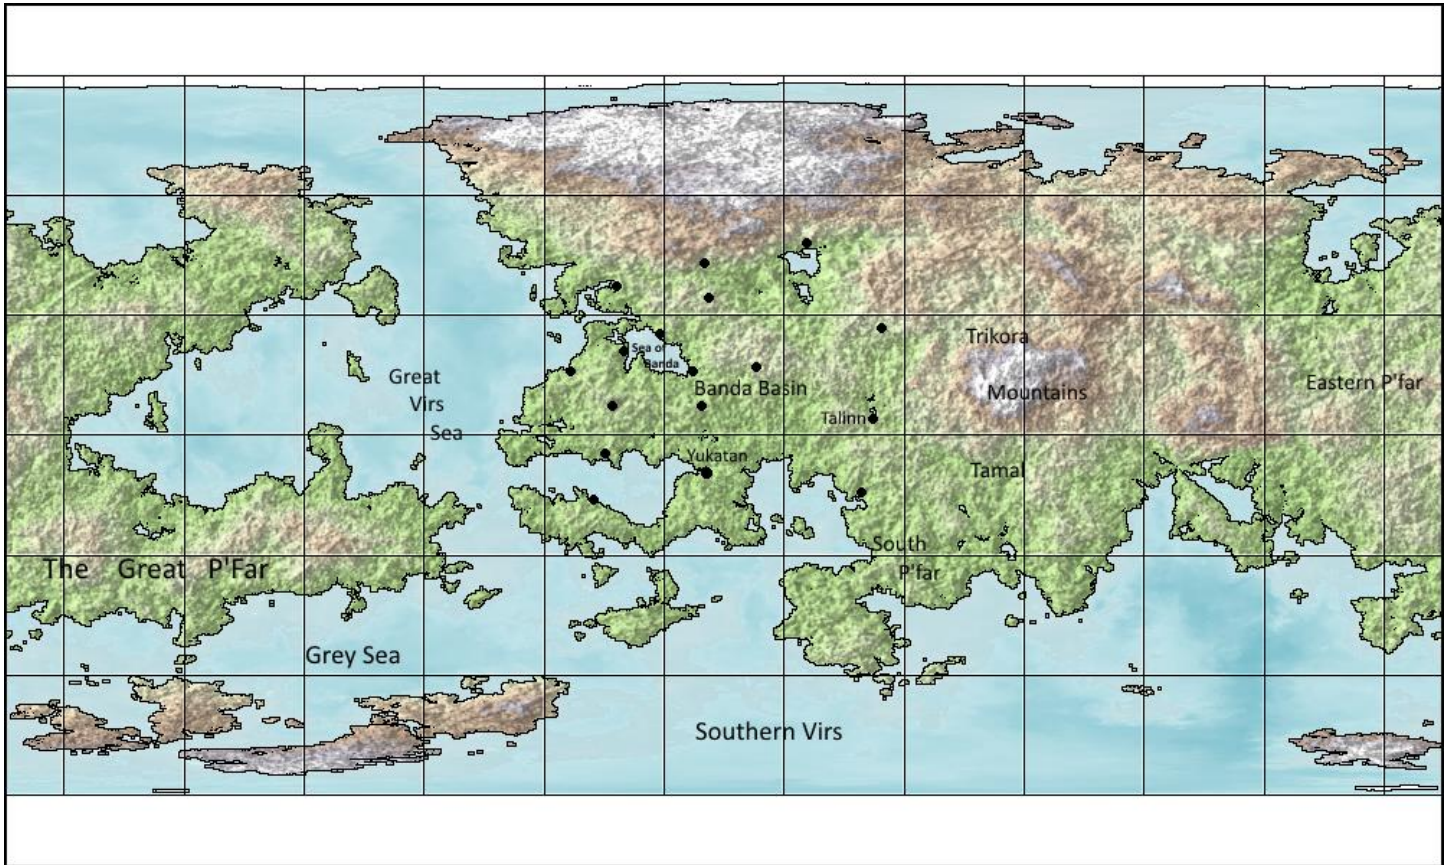 Trikora
Sea of
Banda
Great
Virs
Sea
Banda Basin
Mountains
Eastern P'far
Talinn
Yukatan
Tamal
South
P'far
The Great P'Far
Grey Sea
Southern Virs